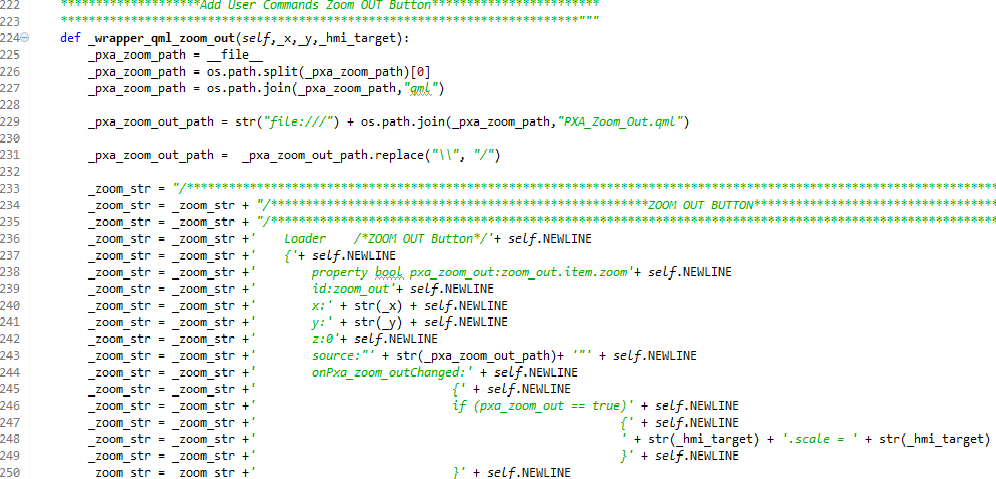 222 ********************Add User Commands Zoom OUT Button************************
223 **************************************************************************"""
224 def _wrapper_qml_zoom_out(self,_x,_y,_hmi_target):
225 _pxa_zoom_path = __file__
226 _pxa_zoom_path = os.path.split(_pxa_zoom_path)[0]
227 _pxa_zoom_path = os.path.join(_pxa_zoom_path,"qml")
228
229 _pxa_zoom_out_path = str("file:///") + os.path.join(_pxa_zoom_path,"PXA_Zoom_Out.qml")
230
231 _pxa_zoom_out_path =  _pxa_zoom_out_path.replace("\\", "/")
232
233 _zoom_str = "/********************************************************************************************************************
234 _zoom_str = _zoom_str + "/******************************************************ZOOM OUT BUTTON***********************************
235 _zoom_str = _zoom_str + "/********************************************************************************************************
236 _zoom_str = _zoom_str +'    Loader    /*ZOOM OUT Button*/'+ self.NEWLINE
237 _zoom_str = _zoom_str +'    {'+ self.NEWLINE
238 _zoom_str = _zoom_str +'        property bool pxa_zoom_out:zoom_out.item.zoom'+ self.NEWLINE
239 _zoom_str = _zoom_str +'        id:zoom_out'+ self.NEWLINE
240 _zoom_str = _zoom_str +'        x:' + str(_x) + self.NEWLINE
241 _zoom_str = _zoom_str +'        y:' + str(_y) + self.NEWLINE
242 _zoom_str = _zoom_str +'        z:0'+ self.NEWLINE
243 _zoom_str = _zoom_str +'        source:"' + str(_pxa_zoom_out_path)+ '"' + self.NEWLINE
244 _zoom_str = _zoom_str +'        onPxa_zoom_outChanged:' + self.NEWLINE
245 _zoom_str = _zoom_str +'                            {' + self.NEWLINE
246 _zoom_str = _zoom_str +'                            if (pxa_zoom_out == true)' + self.NEWLINE
247 _zoom_str = _zoom_str +'                                                    {' + self.NEWLINE
248 _zoom_str = _zoom_str +'                                                    ' + str(_hmi_target) + '.scale = ' + str(_hmi_target)
249 _zoom_str = _zoom_str +'                                                    }' + self.NEWLINE
250 _zoom_str = _zoom_str +'                            }' + self.NEWLINE